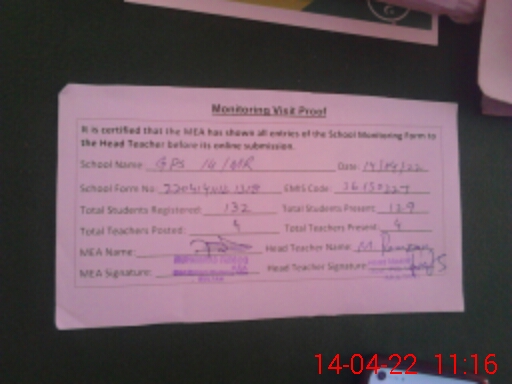 Monitoring Visit Proof
It is certified that the MEA has shown all entries of the School Monitoring Form to
the Head Teacher before its online submission.
School Name: GPS 14/MR Date: 14/04/22
School Form No: EMIS Code:
Total Students Registered: 132 Total Students Present: 129
Total Teachers Posted: 4 Total Teachers Present: 4
MEA Name: Head Teacher Name: M.
MEA Signature: Head Teacher Signature:
14-04-22 11:16